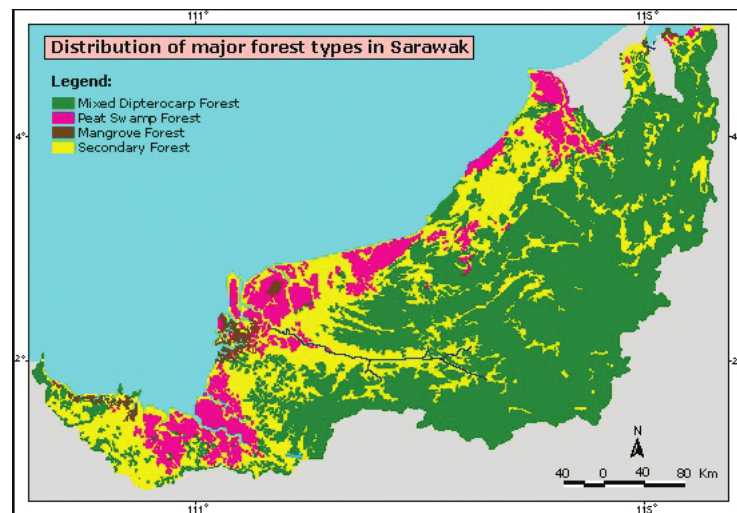 111°
115°
Distribution of major forest types in Sarawak
Legend:
Mixed Dipterocarp Forest
Peat Swamp Forest
Mangrove Forest
Secondary Forest
4°
4°
2°
2°
N
40 0 40 80 Km
111°
115°